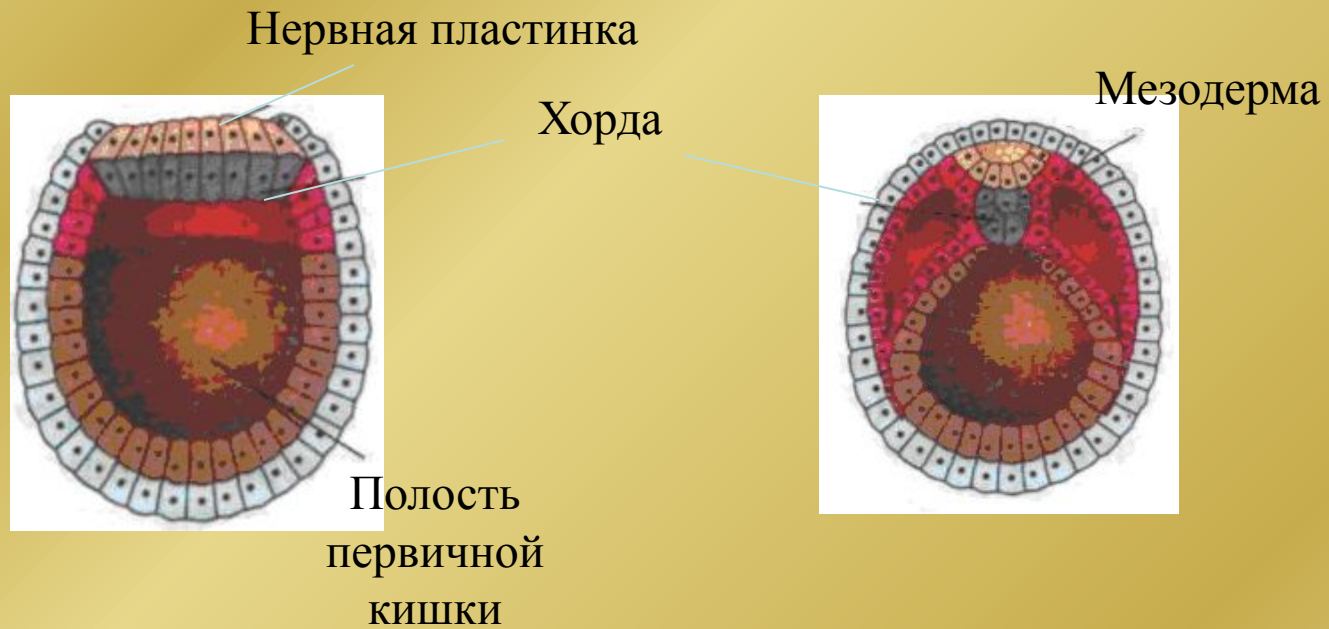 Нервная пластинка
Мезодерма
Хорда
Полость
первичной
кишки